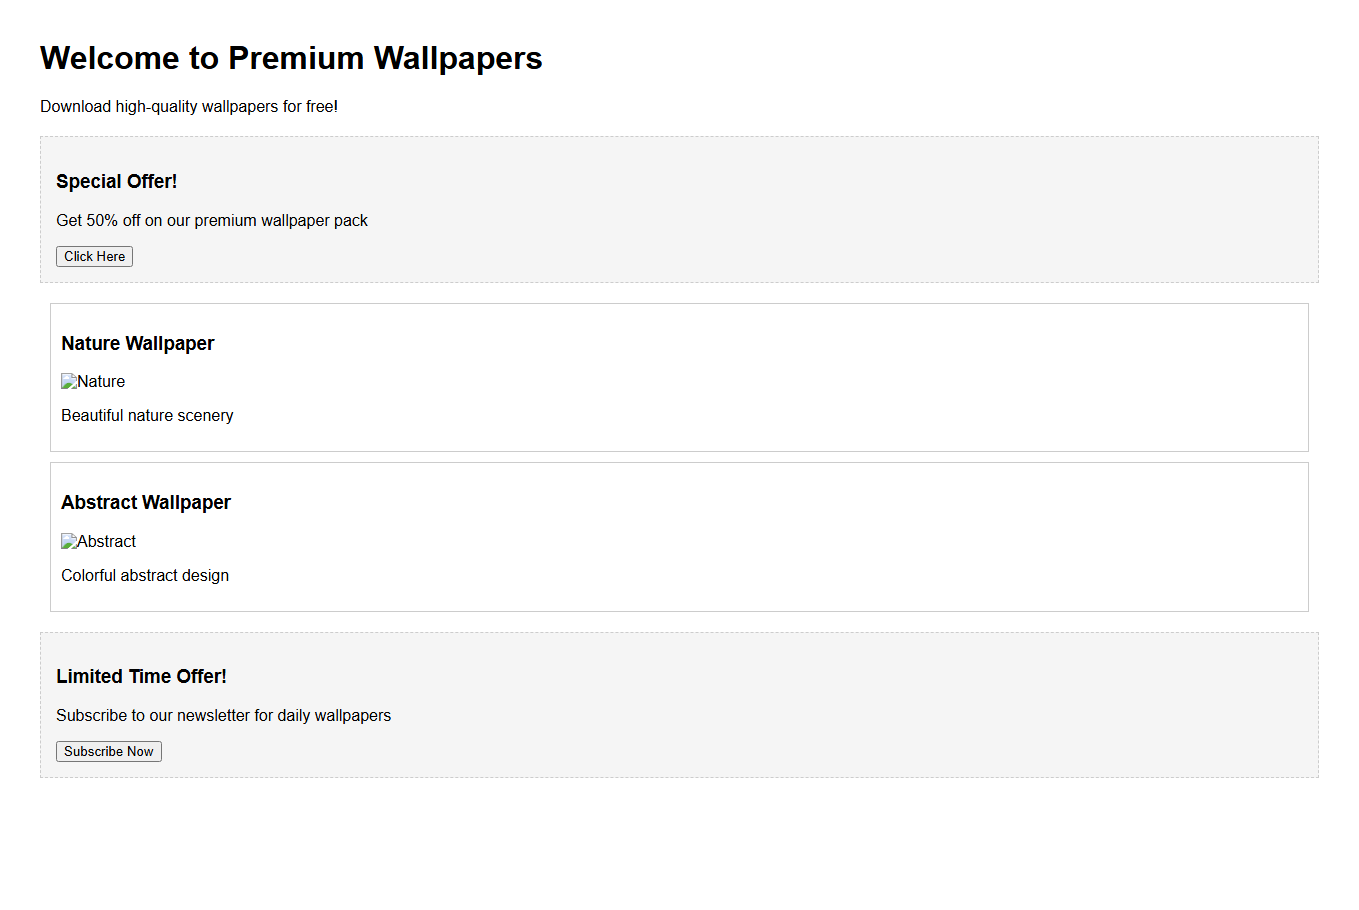 Welcome to Premium Wallpapers
Download high-quality wallpapers for free!
Special Offer!
Get 50% off on our premium wallpaper pack
Click Here
Nature Wallpaper
Nature
Beautiful nature scenery
Abstract Wallpaper
Abstract
Colorful abstract design
Limited Time Offer!
Subscribe to our newsletter for daily wallpapers
Subscribe Now